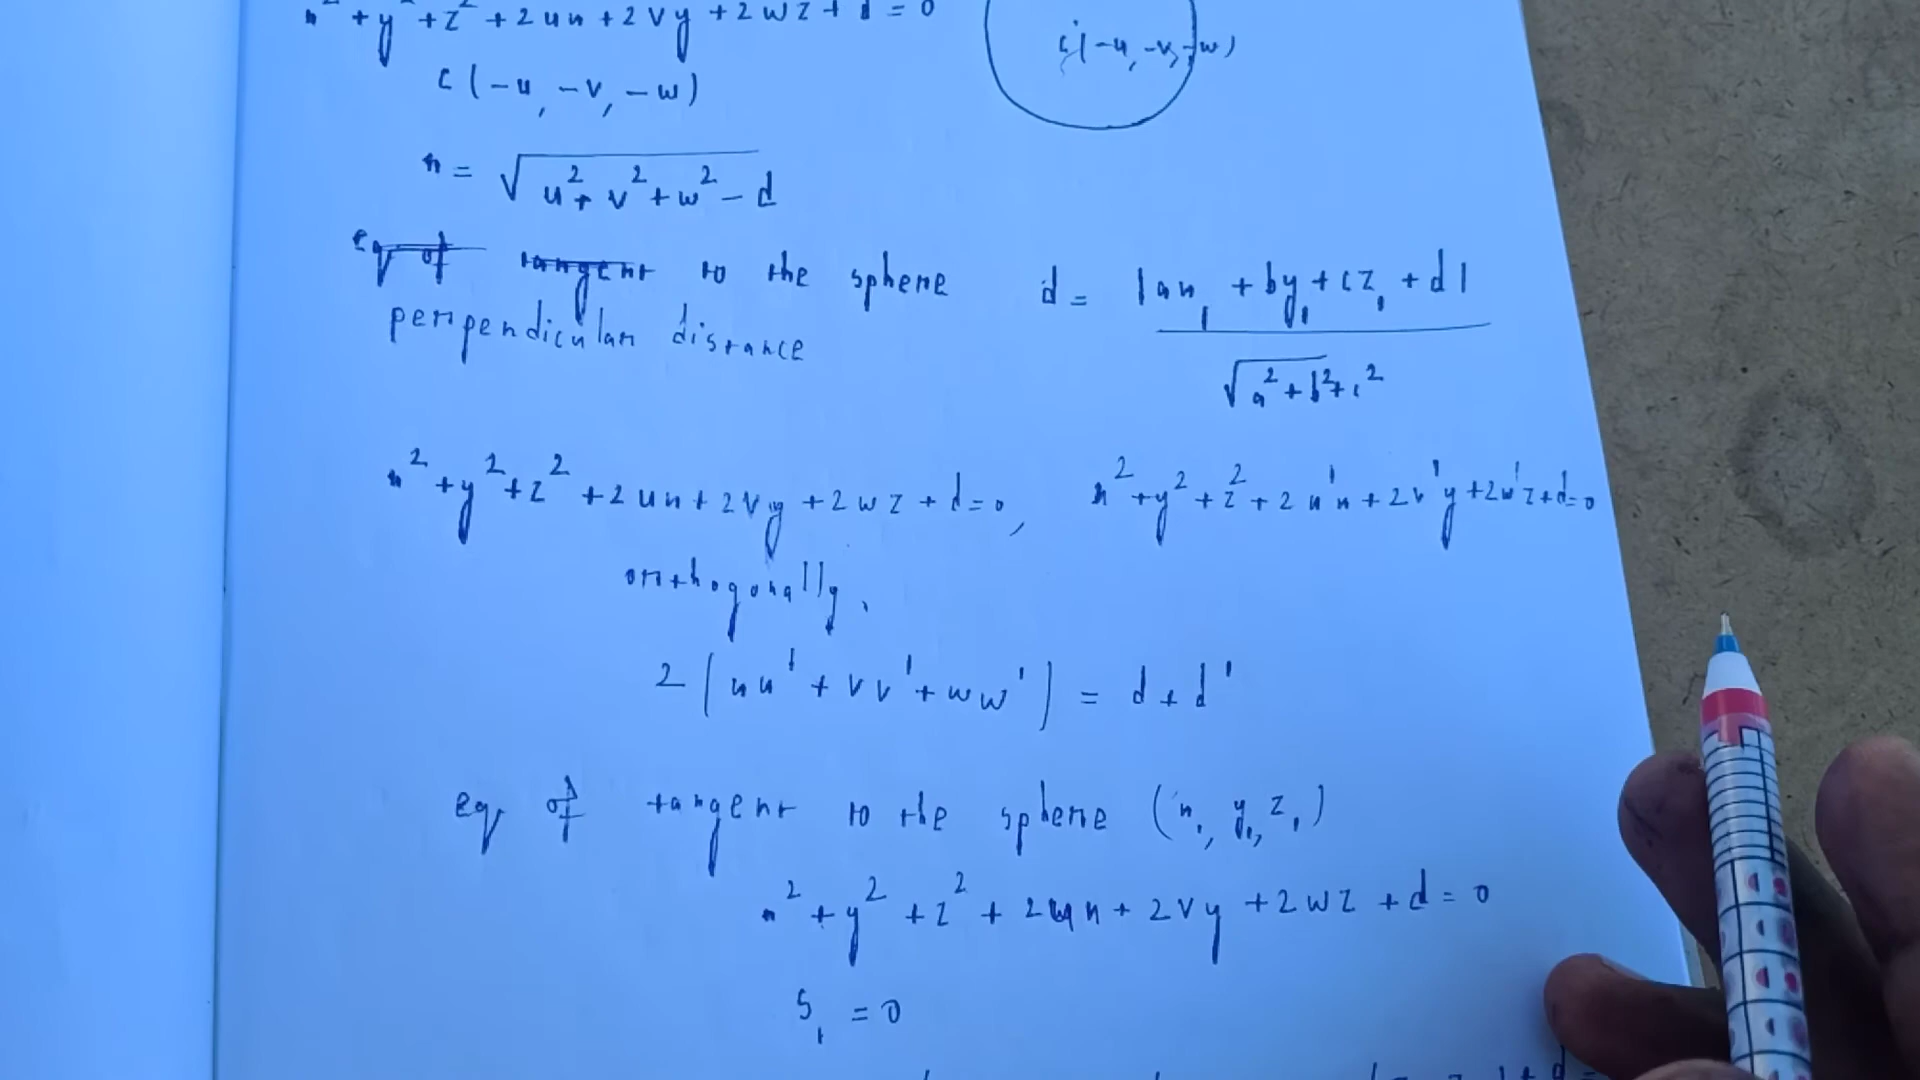 x² + y² + z² + 2ux + 2vy + 2wz + d = 0
c(-u, -v, -w)
c(-u, -v, -w)
r = √(u² + v² + w² - d)
eq of tangent to the sphere
perpendicular distance
d = |ax₁ + by₁ + cz₁ + d| / √(a² + b² + c²)
x² + y² + z² + 2ux + 2vy + 2wz + d = 0, x² + y² + z² + 2u'x + 2v'y + 2w'z + d = 0
orthogonally,
2(uu' + vv' + ww') = d + d'
eq of tangent to the sphere (x₁, y₁, z₁)
x² + y² + z² + 2ux + 2vy + 2wz + d = 0
S₁ = 0